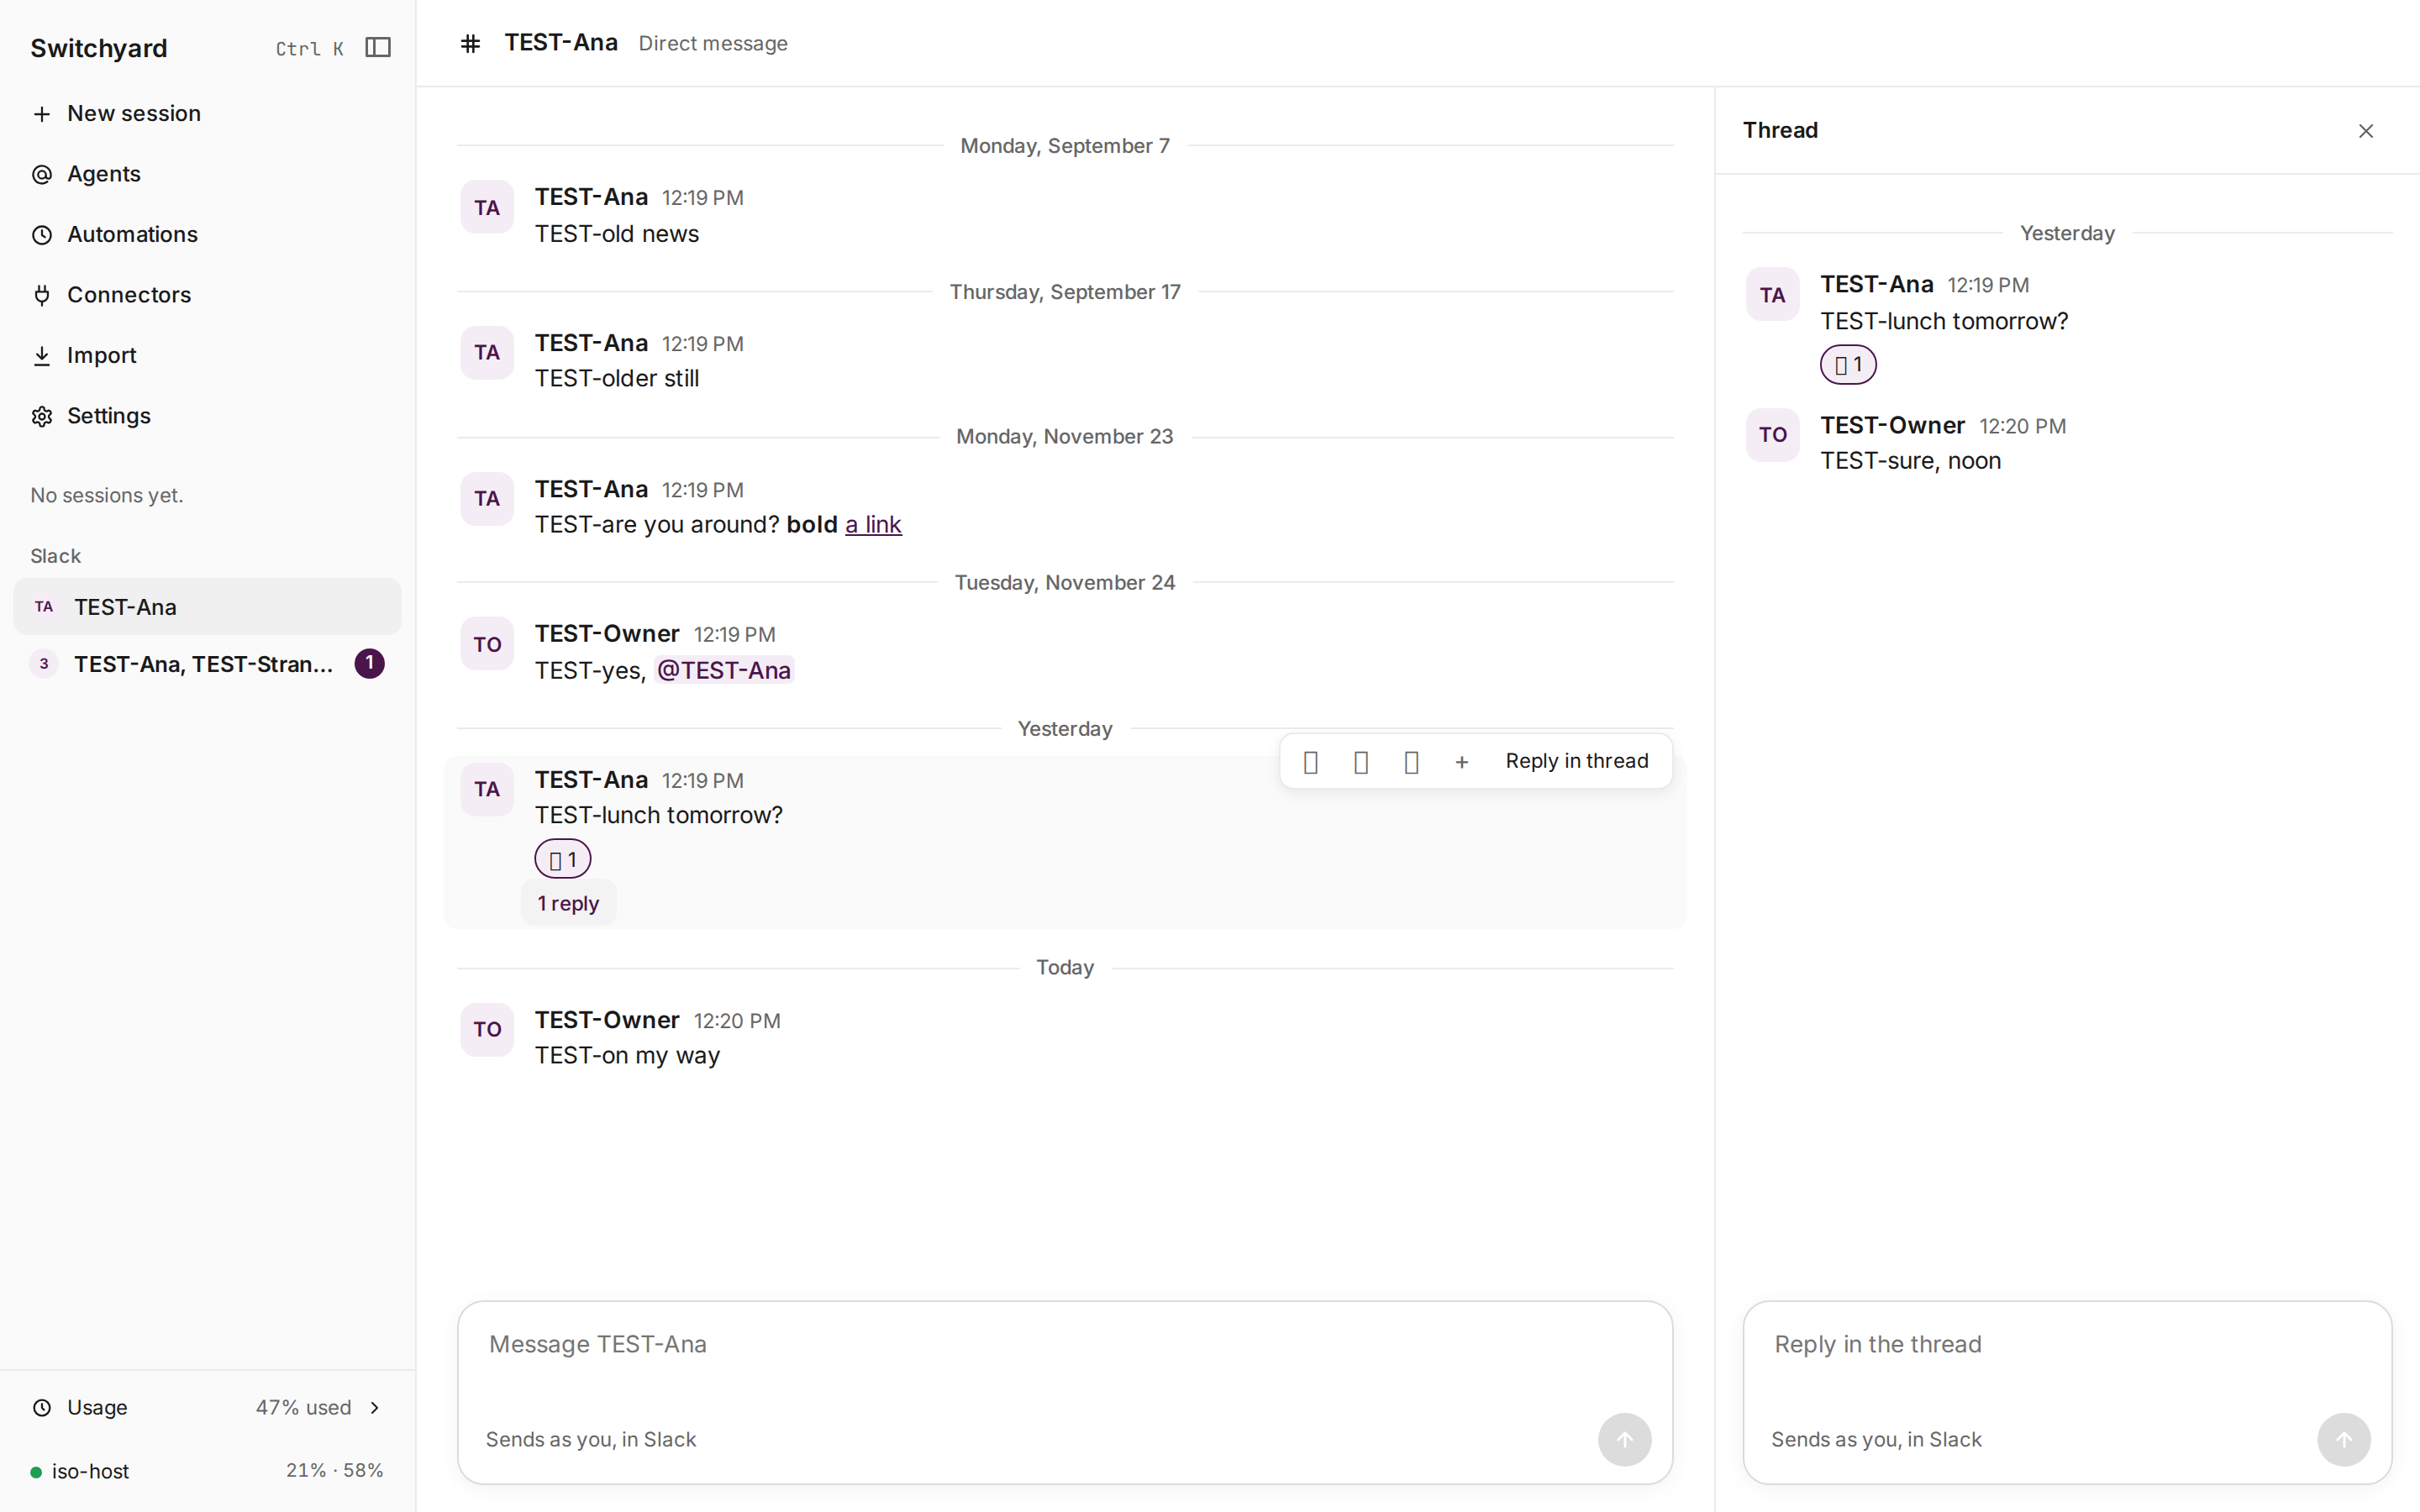 Switchyard
Ctrl K
New session
Agents
Automations
Connectors
Import
Settings
No sessions yet.
Slack
TA TEST-Ana
3 TEST-Ana, TEST-Stran... 1
Usage 47% used
iso-host 21% · 58%
# TEST-Ana Direct message
Monday, September 7
TA TEST-Ana 12:19 PM
TEST-old news
Thursday, September 17
TA TEST-Ana 12:19 PM
TEST-older still
Monday, November 23
TA TEST-Ana 12:19 PM
TEST-are you around? bold a link
Tuesday, November 24
TO TEST-Owner 12:19 PM
TEST-yes, @TEST-Ana
Yesterday
+ Reply in thread
TA TEST-Ana 12:19 PM
TEST-lunch tomorrow?
1
1 reply
Today
TO TEST-Owner 12:20 PM
TEST-on my way
Message TEST-Ana
Sends as you, in Slack
Thread
Yesterday
TA TEST-Ana 12:19 PM
TEST-lunch tomorrow?
1
TO TEST-Owner 12:20 PM
TEST-sure, noon
Reply in the thread
Sends as you, in Slack